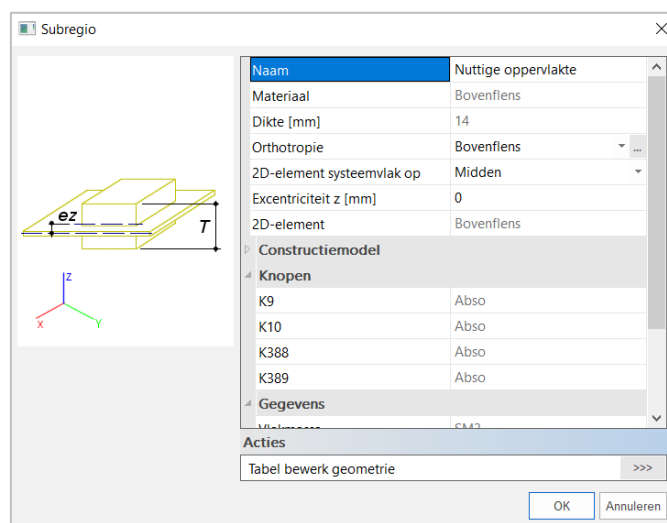 Subregio
Naam Nuttige oppervlakte
Materiaal Bovenflens
Dikte [mm] 14
Orthotropie Bovenflens ...
2D-element systeemvlak op Midden
Excentriciteit z [mm] 0
2D-element Bovenflens
Constructiemodel
Knopen
K9 Abso
K10 Abso
K388 Abso
K389 Abso
Gegevens
ez
T
z
x
Y
Acties
Tabel bewerk geometrie >>>
OK Annuleren